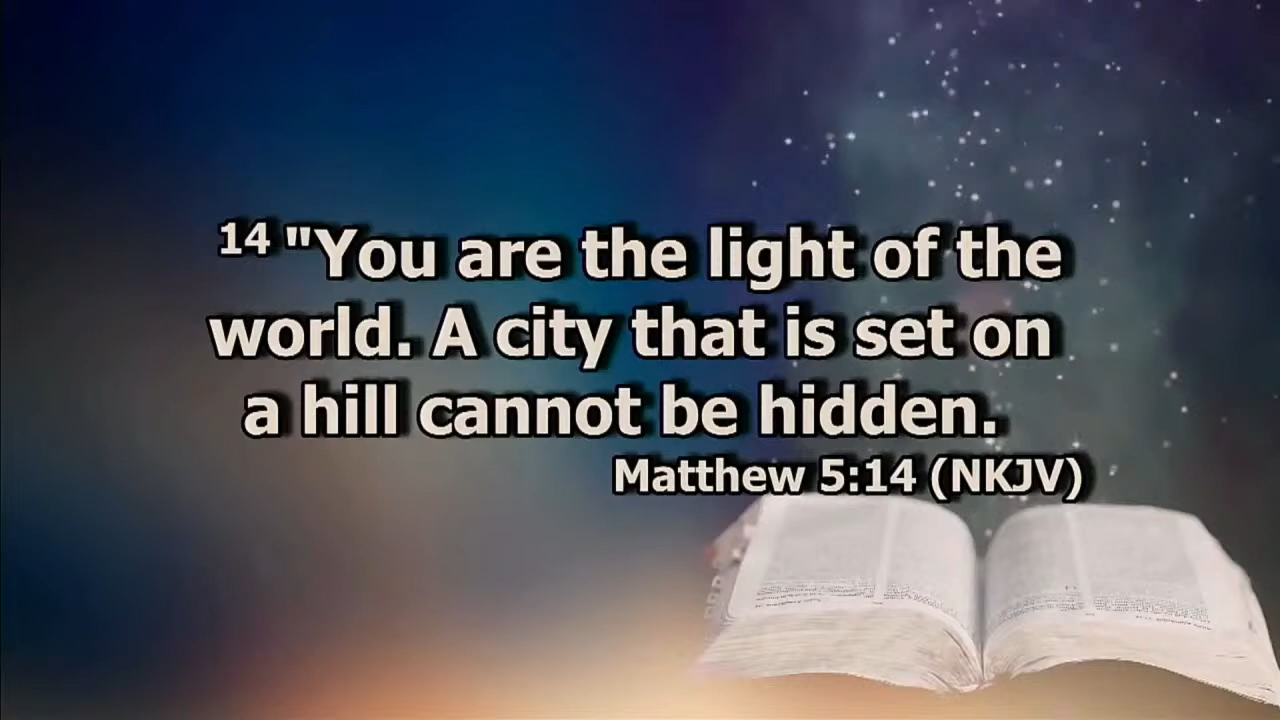 14 "You are the light of the
world. A city that is set on
a hill cannot be hidden.
Matthew 5:14 (NKJV)